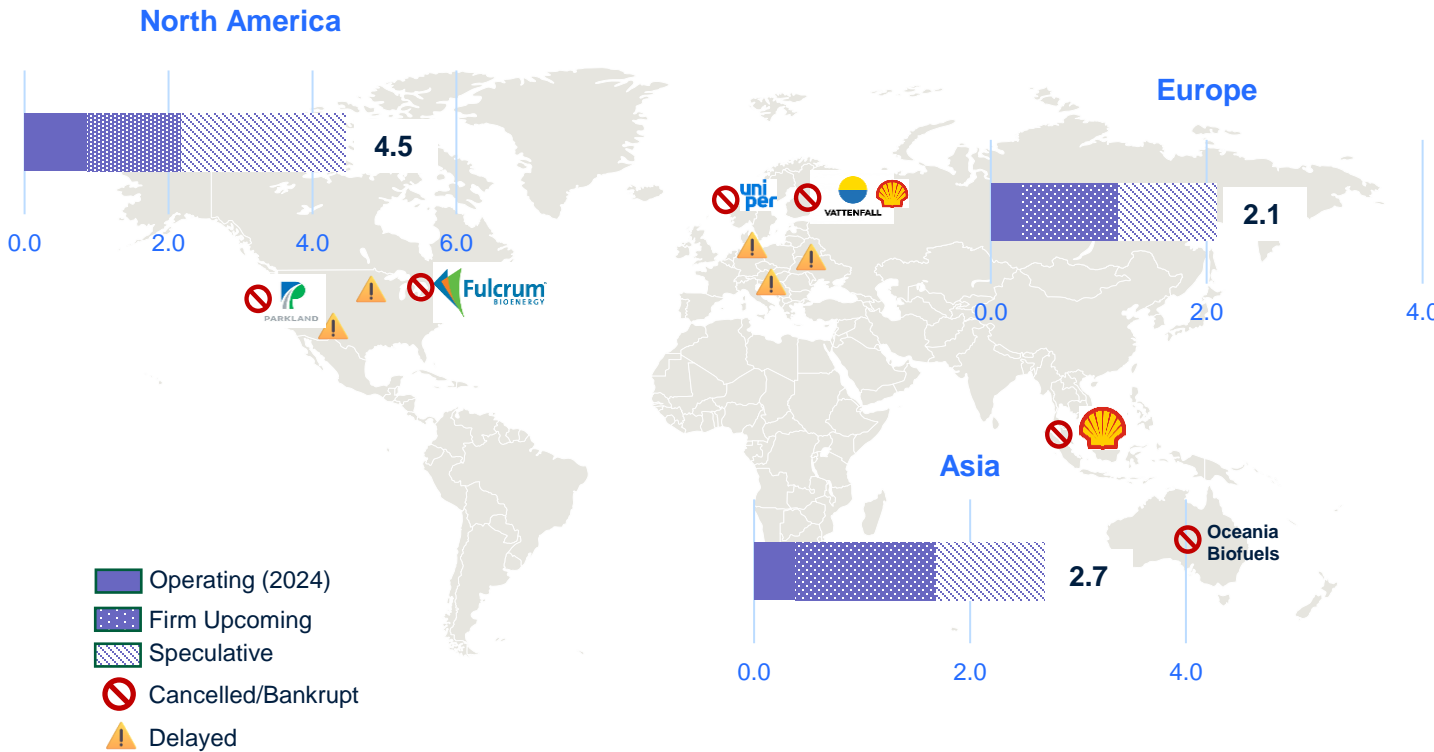 North America
4.5
0.0
2.0
4.0
6.0
Europe
2.1
0.0
2.0
4.0
uni
per
VATTENFALL
PARKLAND
Fulcrum
BIOENERGY
Asia
2.7
0.0
2.0
4.0
Oceania
Biofuels
Operating (2024)
Firm Upcoming
Speculative
Cancelled/Bankrupt
Delayed